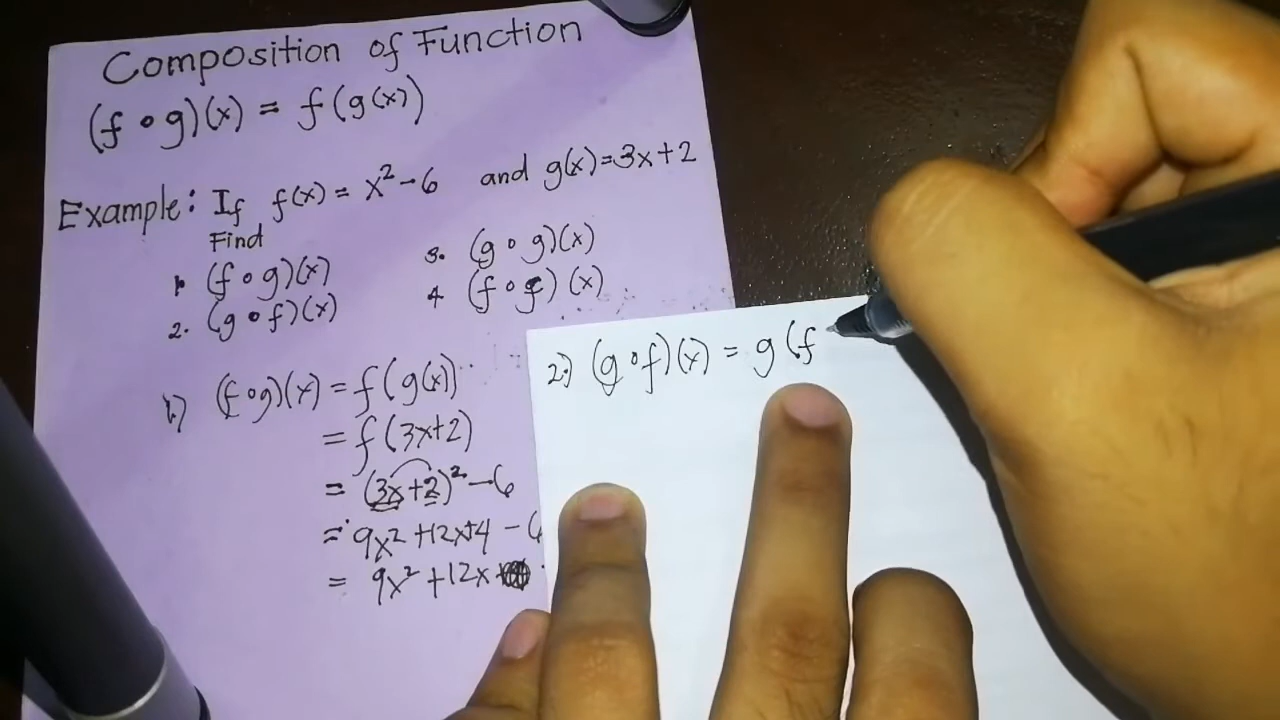 Composition of Function
(f ∘ g)(x) = f(g(x))
Example: If f(x) = x² - 6 and g(x) = 3x + 2
Find
1. (f ∘ g)(x)
2. (g ∘ f)(x)
3. (g ∘ g)(x)
4. (f ∘ f)(x)
1.) (f ∘ g)(x) = f(g(x))
= f(3x+2)
= (3x+2)² - 6
= 9x² + 12x + 4 - 6
= 9x² + 12x
2.) (g ∘ f)(x) = g(f